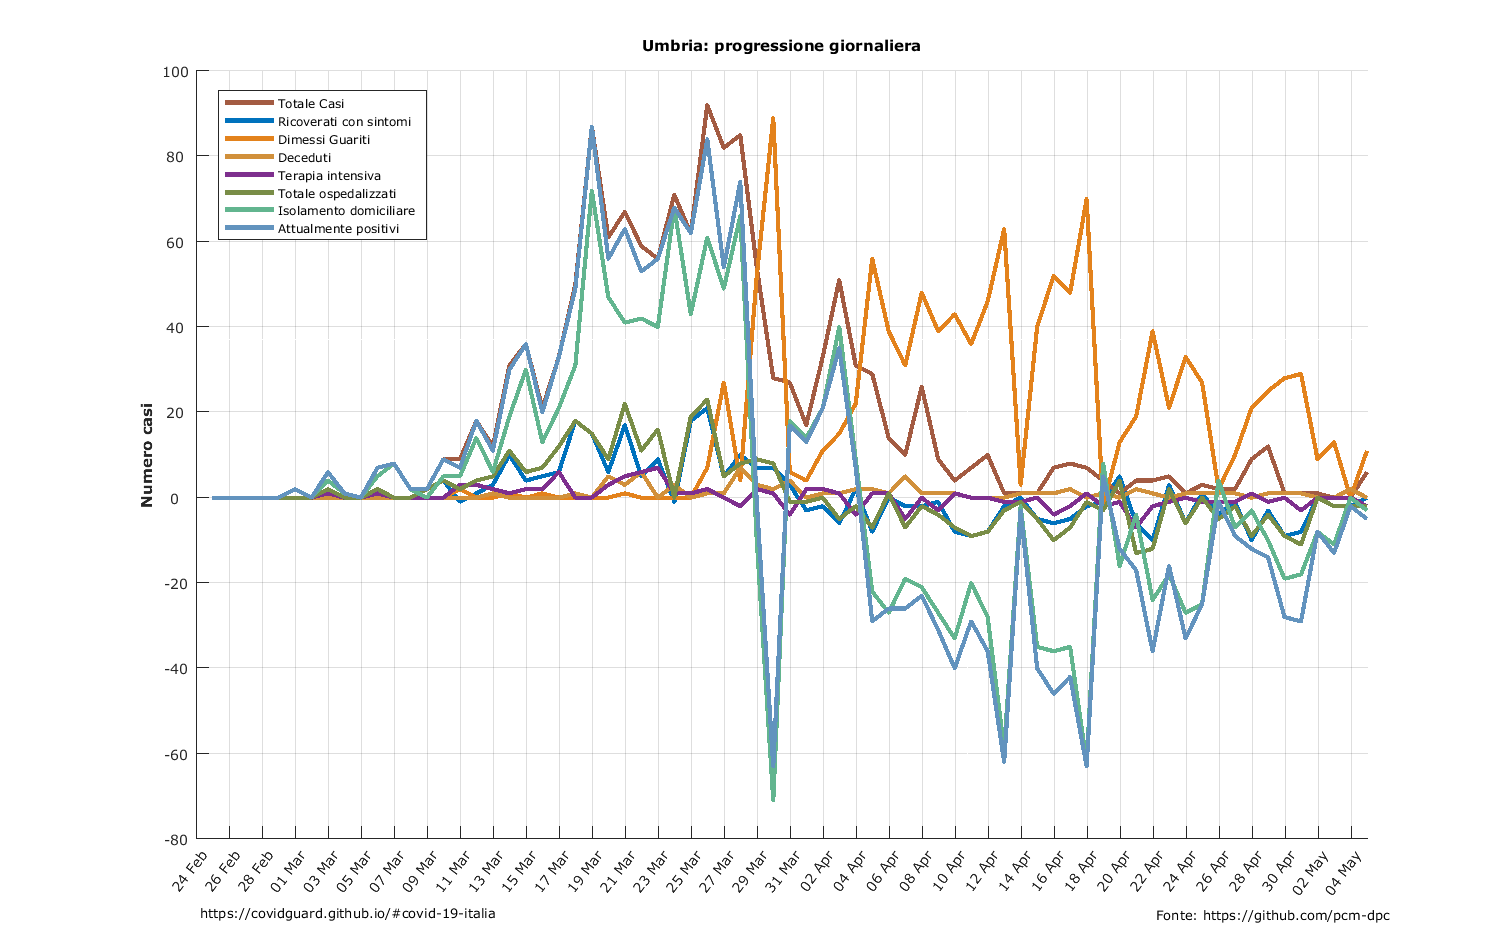 Umbria: progressione giornaliera
100
80
60
40
20
0
-20
-40
-60
-80
Numero casi
Totale Casi
Ricoverati con sintomi
Dimessi Guariti
Deceduti
Terapia intensiva
Totale ospedalizzati
Isolamento domiciliare
Attualmente positivi
24 Feb
26 Feb
28 Feb
01 Mar
03 Mar
05 Mar
07 Mar
09 Mar
11 Mar
13 Mar
15 Mar
17 Mar
19 Mar
21 Mar
23 Mar
25 Mar
27 Mar
29 Mar
31 Mar
02 Apr
04 Apr
06 Apr
08 Apr
10 Apr
12 Apr
14 Apr
16 Apr
18 Apr
20 Apr
22 Apr
24 Apr
26 Apr
28 Apr
30 Apr
02 May
04 May
https://covidguard.github.io/#covid-19-italia
Fonte: https://github.com/pcm-dpc